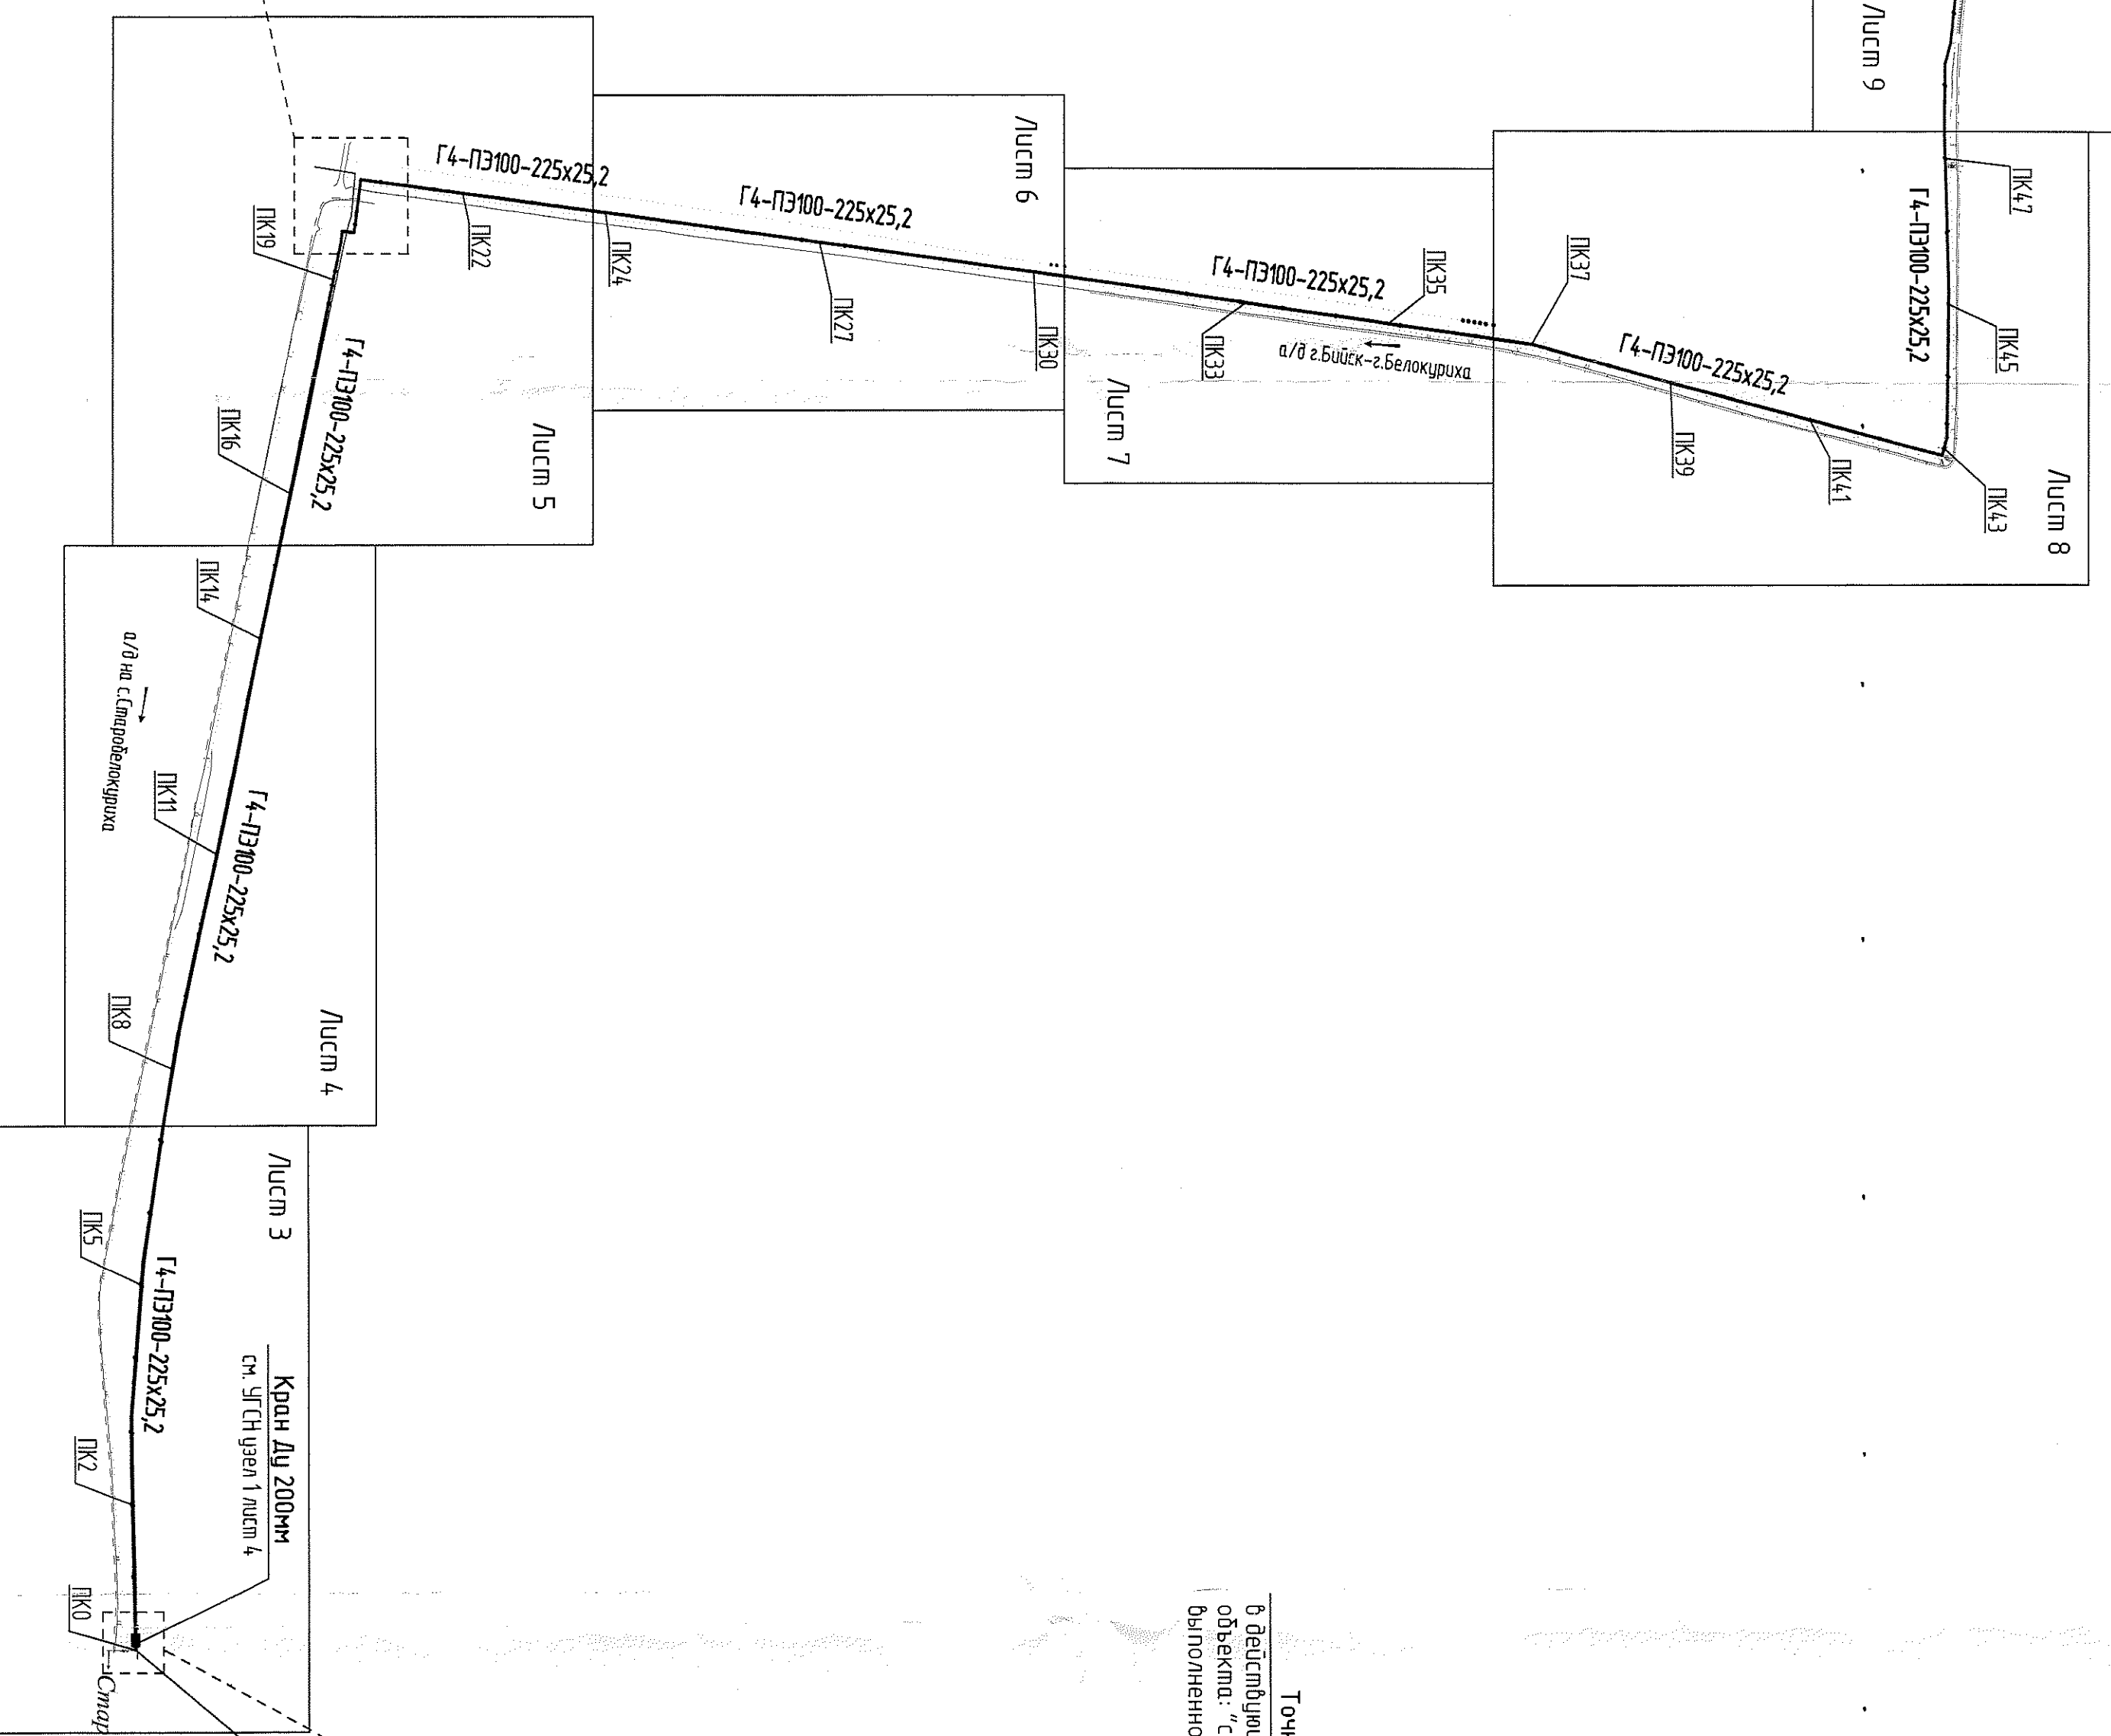 Лист 9
ПК47
Г4-ПЭ100-225х25,2
ПК45
ПК43
Лист 8
ПК41
Г4-ПЭ100-225х25,2
ПК39
ПК37
ПК35
Г4-ПЭ100-225х25,2
а/д г.Бийск-г.Белокуриха
ПК33
Лист 7
Лист 6
ПК30
Г4-ПЭ100-225х25,2
ПК27
ПК24
Г4-ПЭ100-225х25,2
ПК22
ПК19
Г4-ПЭ100-225х25,2
Лист 5
ПК16
ПК14
а/д на с.Старобелокуриха
ПК11
Г4-ПЭ100-225х25,2
ПК8
Лист 4
Лист 3
ПК5
Г4-ПЭ100-225х25,2
Кран Ду 200мм
см. УГСН узел 1 лист 4
ПК2
ПК0
Стар
Точ
в действую
объекта: "с
выполненно